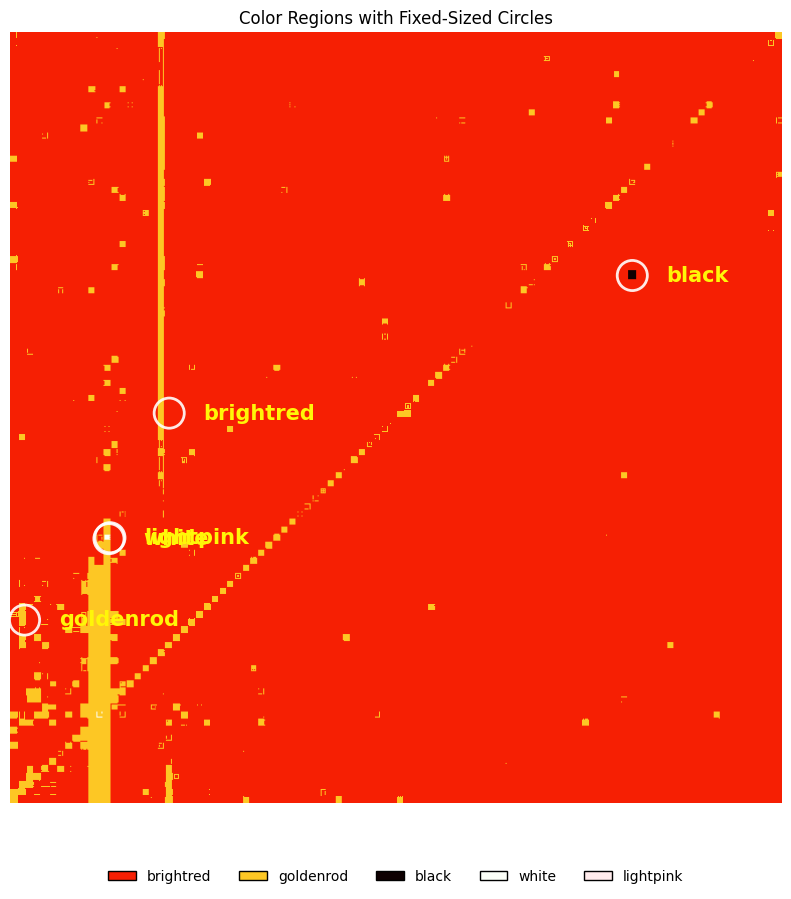 Color Regions with Fixed-Sized Circles
black
brightred
lightpink
white
goldenrod
brightred goldenrod black white lightpink